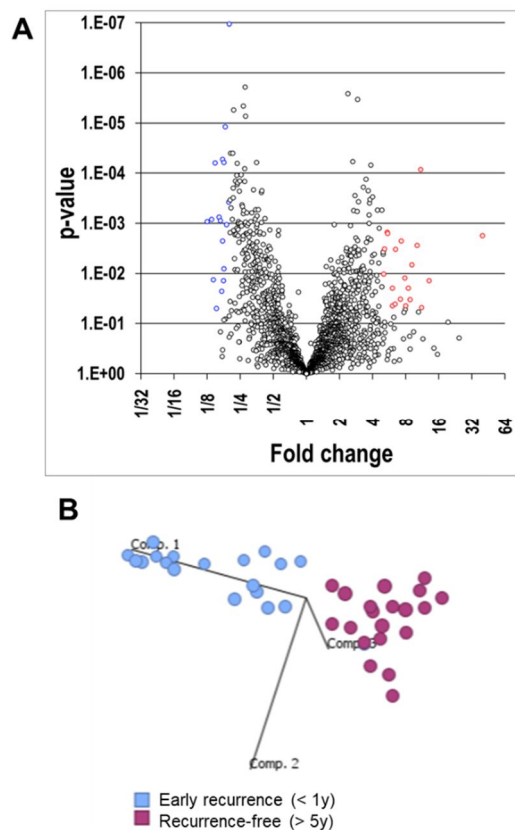 A
1.E-07
1.E-06
1.E-05
1.E-04
1.E-03
1.E-02
1.E-01
1.E+00
p-value
1/32 1/16 1/8 1/4 1/2 1 2 4 8 16 32 64
Fold change
B
Comp. 1
Comp. 3
Comp. 2
Early recurrence (< 1y)
Recurrence-free (> 5y)